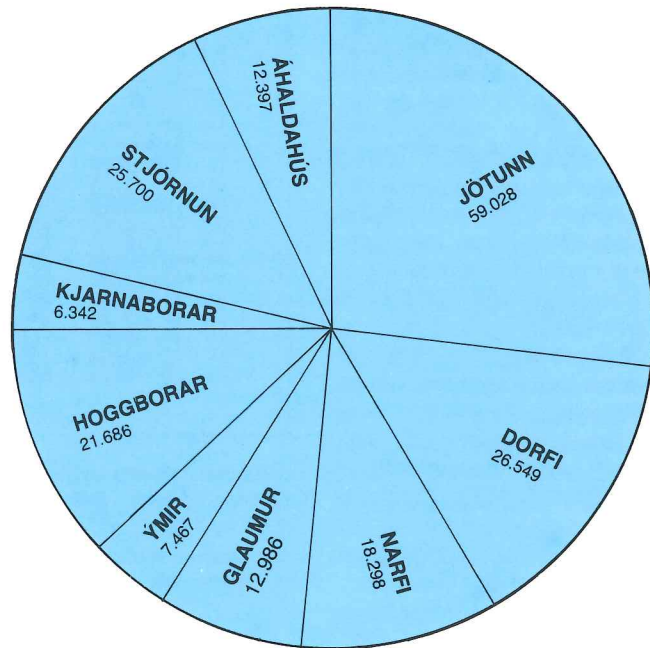 JÖTUNN
59.028
DORFI
26.549
NARFI
18.298
GLAUMUR
12.986
ÝMIR
7.467
HOGGBORAR
21.686
KJARNABORAR
6.342
STJÓRNUN
25.700
ÁHALDAHÚS
12.397